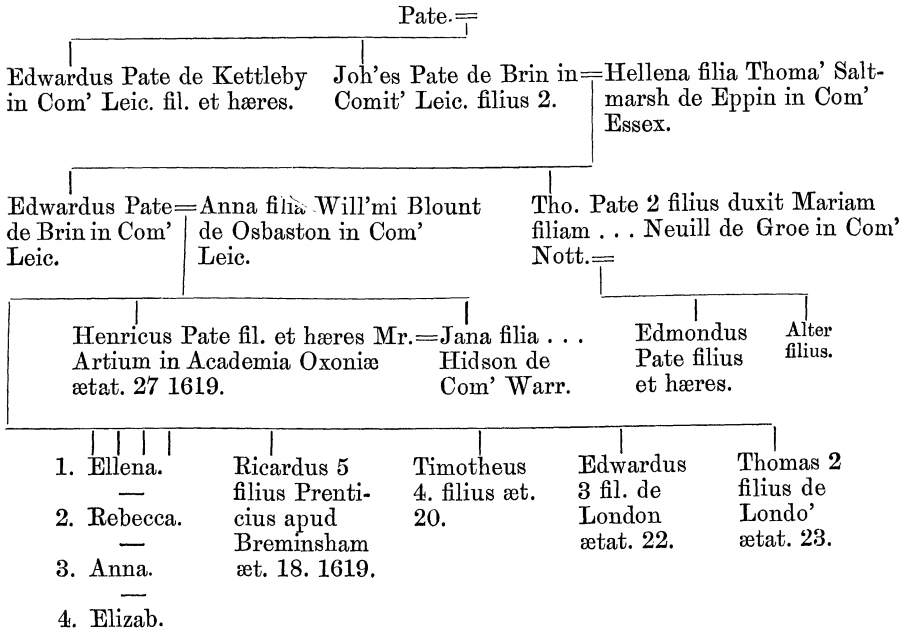 Pate.=
Edwardus Pate de Kettleby
in Com' Leic. fil. et hæres.
Joh'es Pate de Brin in=Hellena filia Thoma' Salt-
Comit' Leic. filius 2.
marsh de Eppin in Com'
Essex.
Edwardus Pate=Anna filia Will'mi Blount
de Brin in Com'
Leic.
de Osbaston in Com'
Leic.
Tho. Pate 2 filius duxit Mariam
filiam . . . Neuill de Groe in Com'
Nott.=
Henricus Pate fil. et hæres Mr.=Jana filia . . .
Artium in Academia Oxoniæ
ætat. 27 1619.
Hidson de
Com' Warr.
Edmondus
Pate filius
et hæres.
Alter
filius.
1. Ellena.
2. Rebecca.
3. Anna.
4. Elizab.
Ricardus 5
filius Prenti-
cius apud
Breminsham
æt. 18. 1619.
Timotheus
4. filius æt.
20.
Edwardus
3 fil. de
London
ætat. 22.
Thomas 2
filius de
Londo'
ætat. 23.